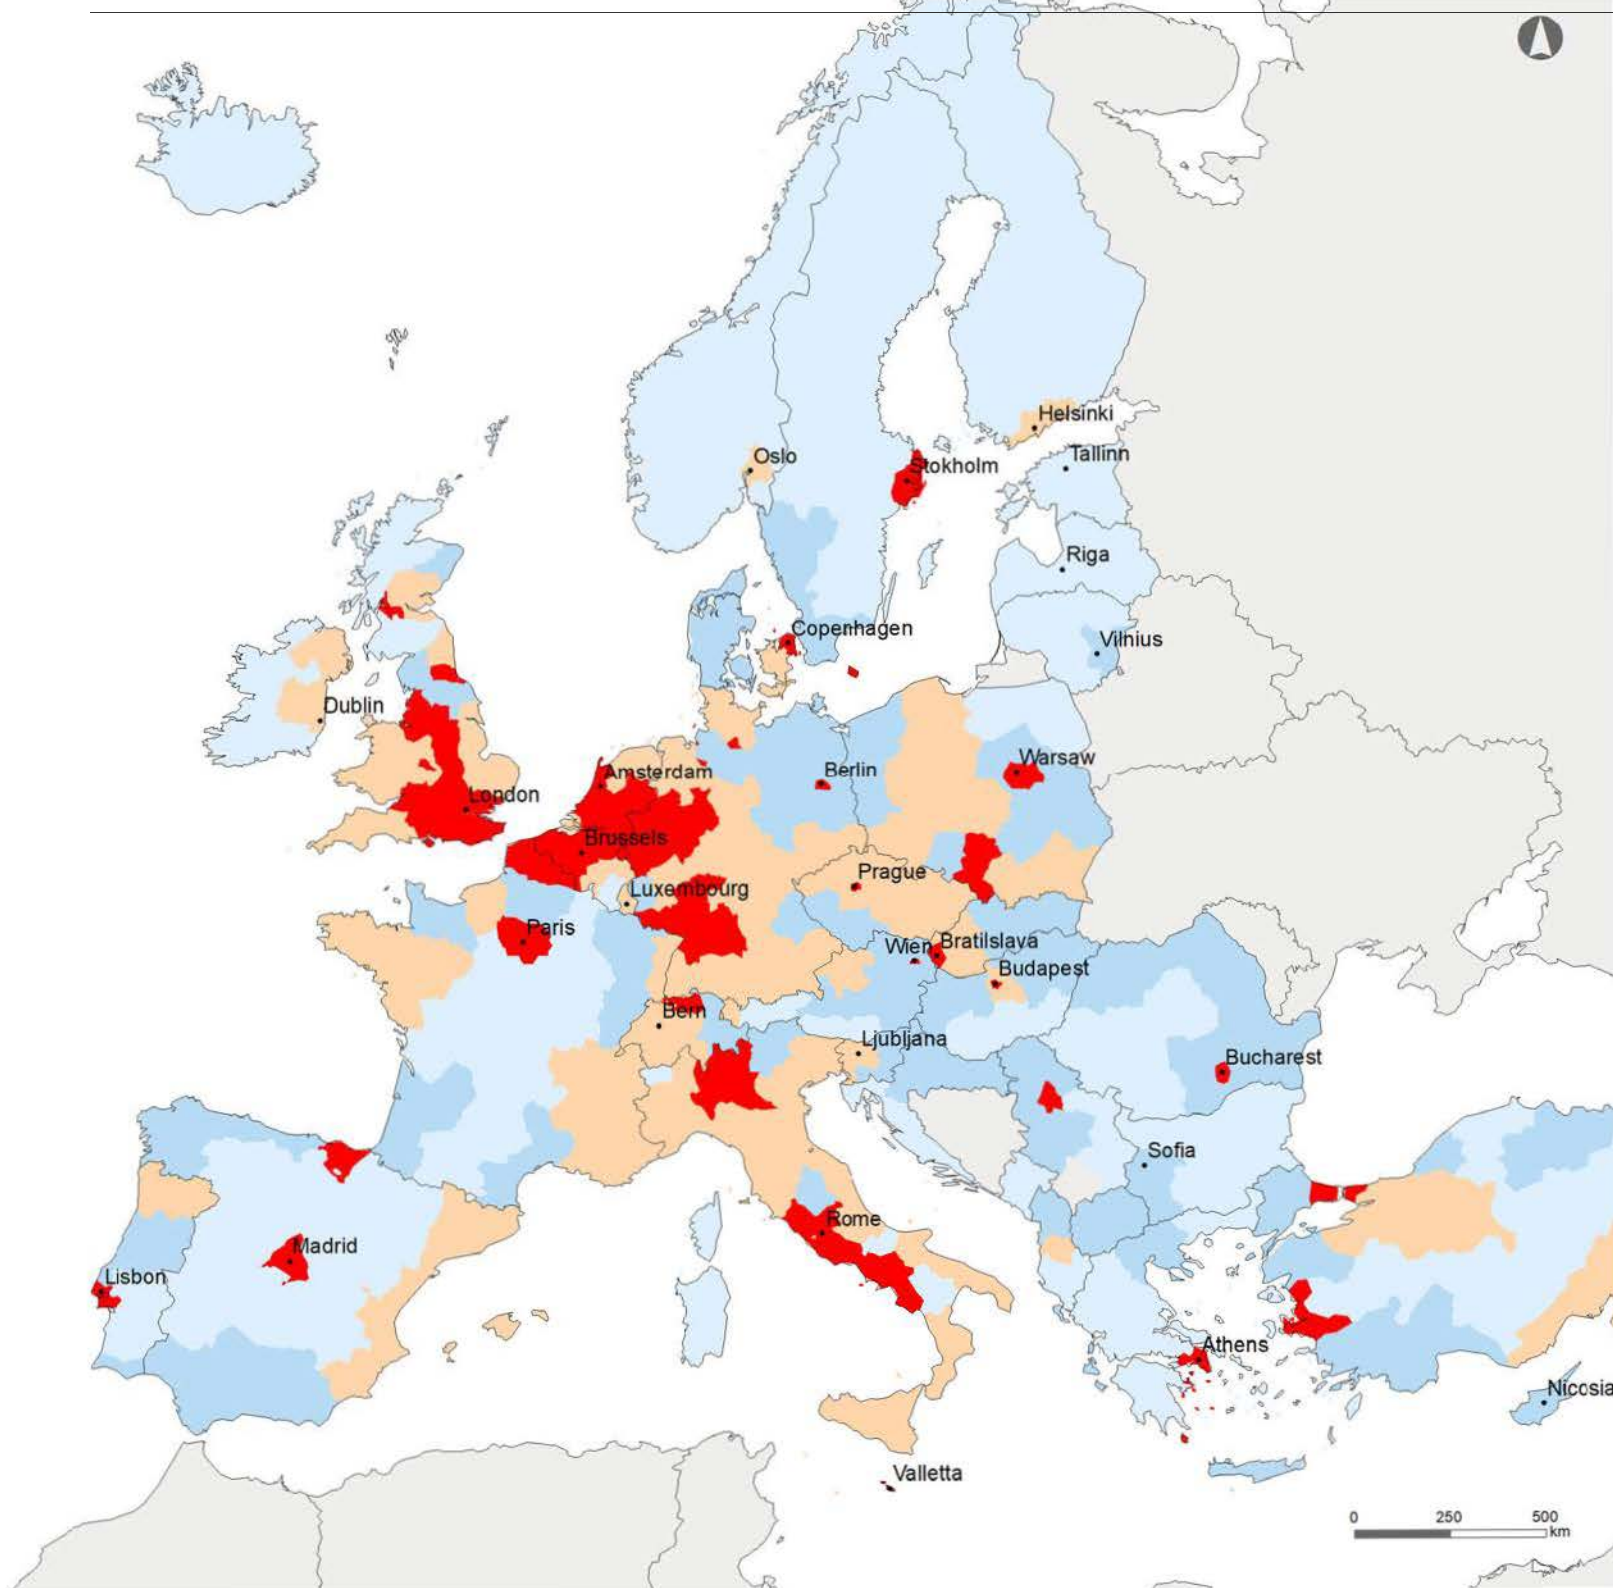 Helsinki
Oslo
Tallinn
Stokholm
Riga
Copenhagen
Vilnius
Dublin
Warsaw
Amsterdam
Berlin
London
Brussels
Prague
Luxembourg
Paris
Wien
Bratilslava
Budapest
Bern
Ljubljana
Bucharest
Sofia
Rome
Madrid
Lisbon
Athens
Nicosia
Valletta
0 250 500
km